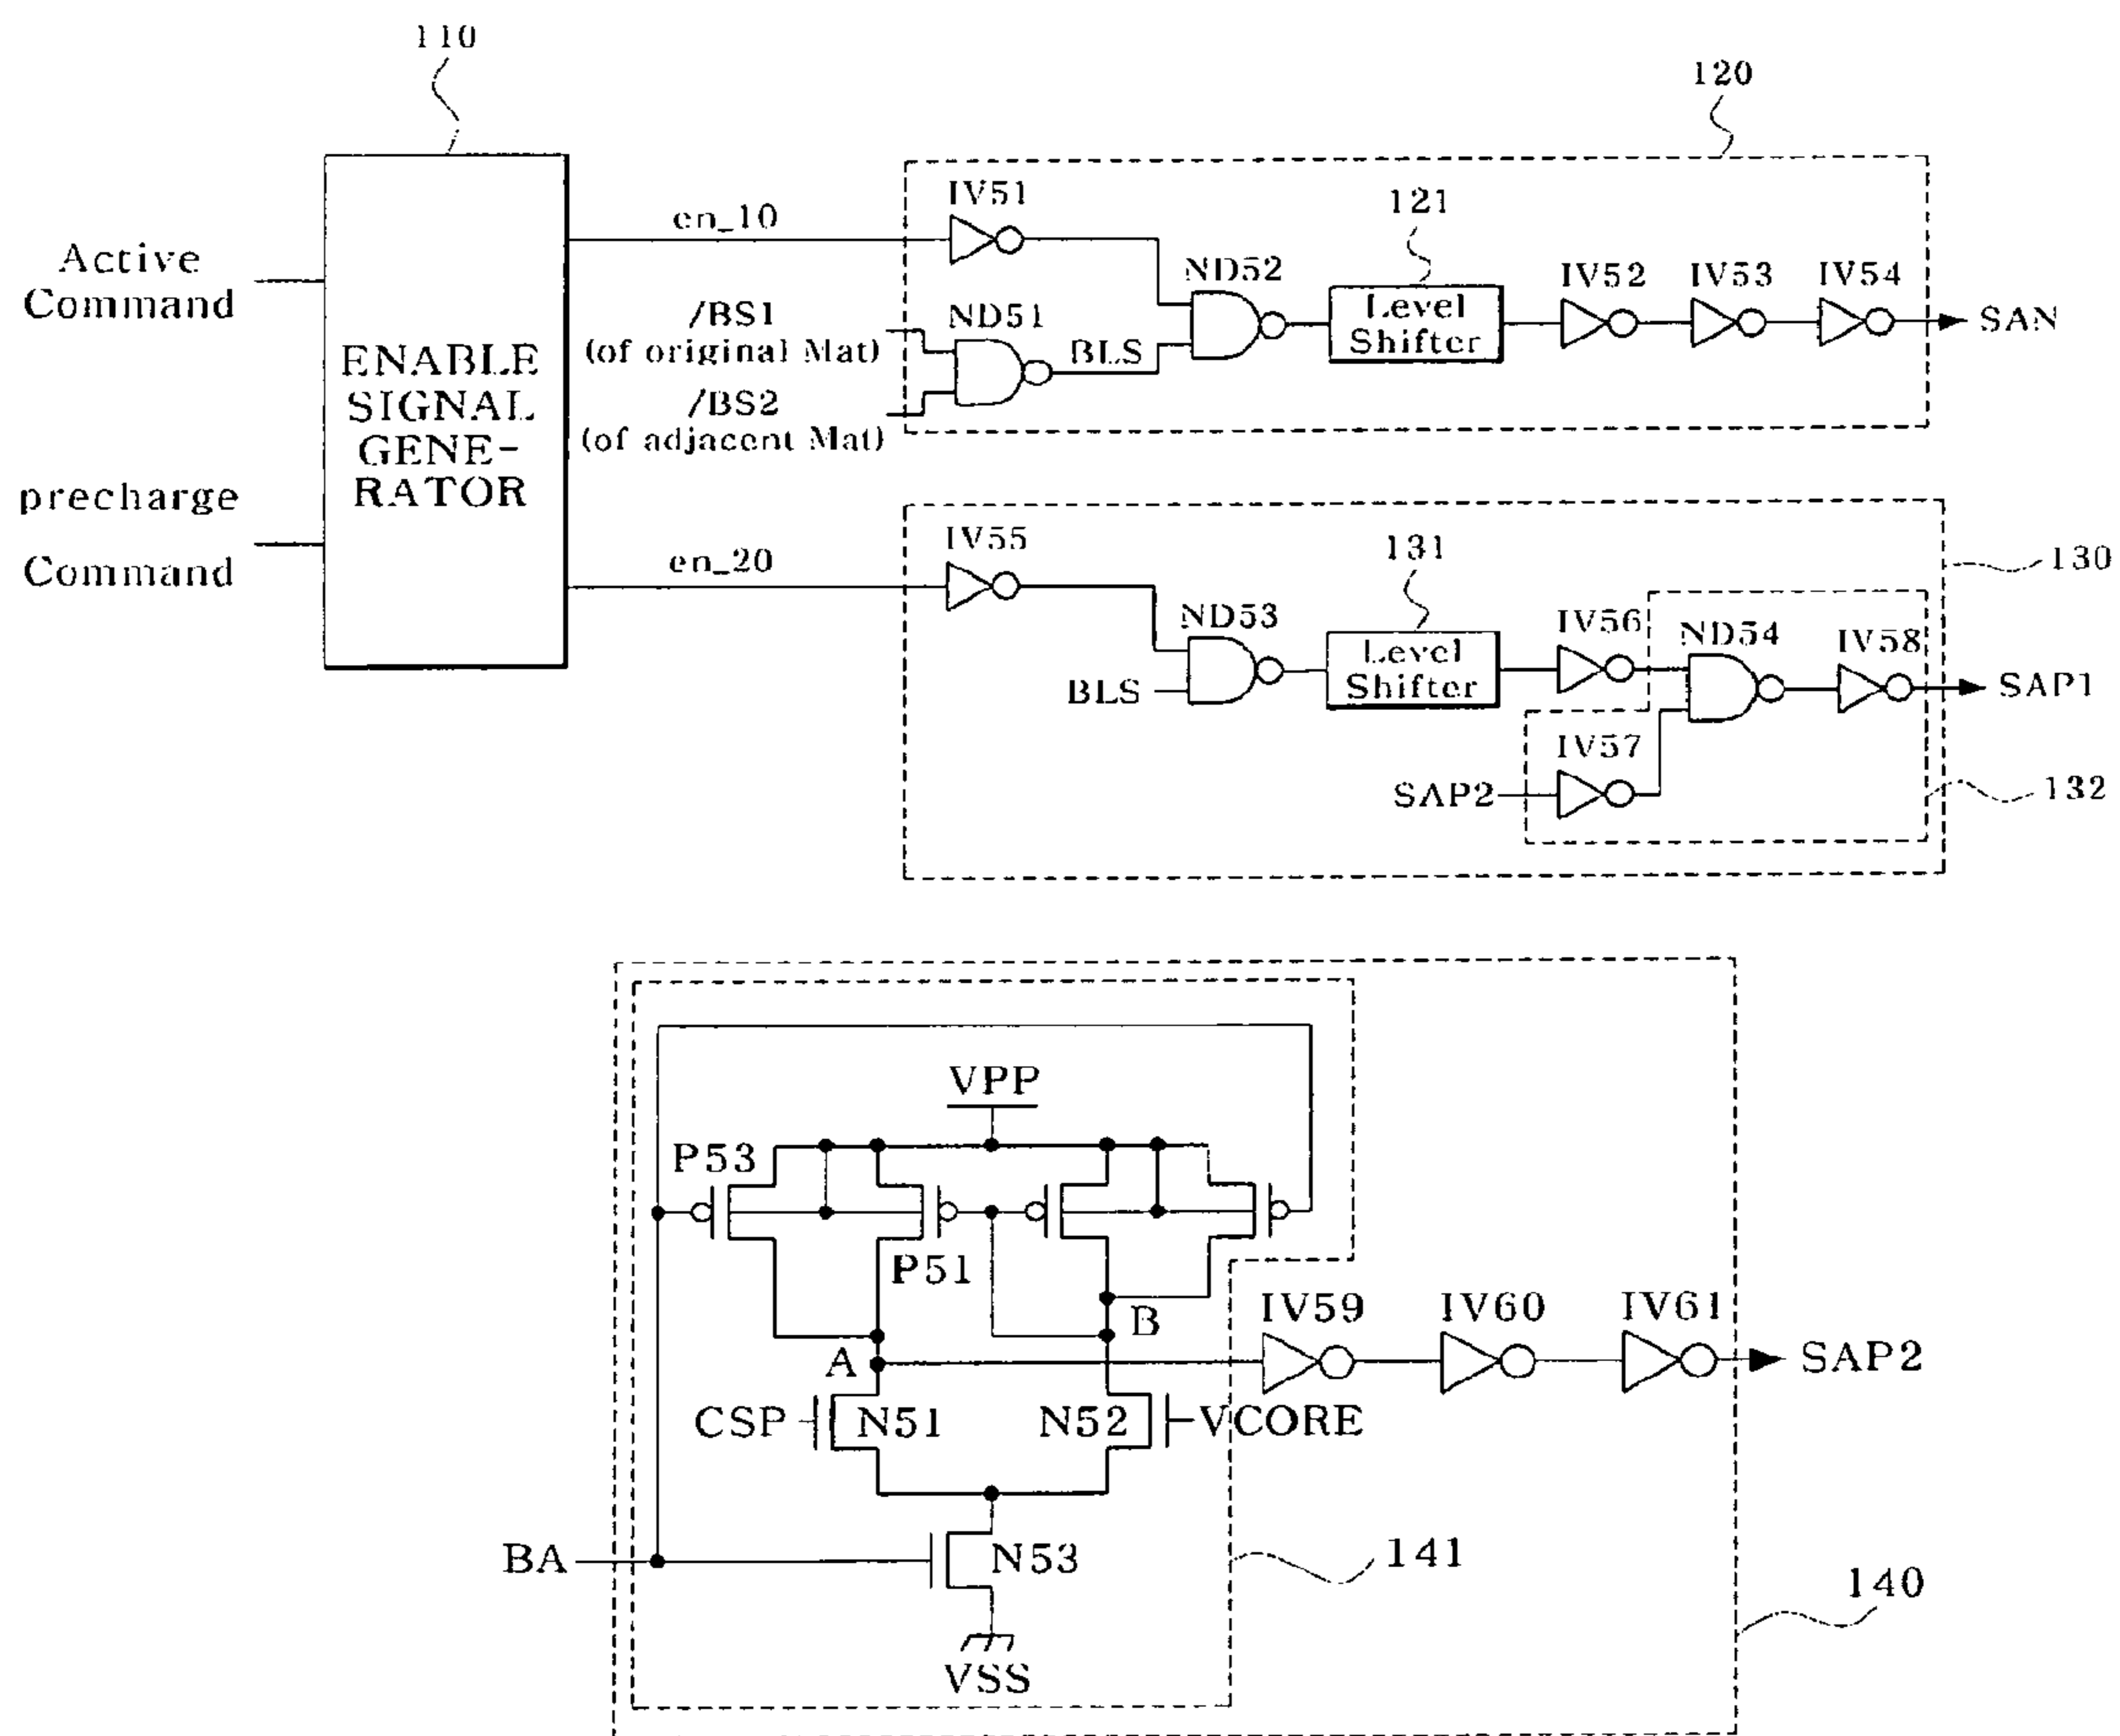 110
120
Active
Command
precharge
Command
ENABLE
SIGNAL
GENE-
RATOR
en_10
en_20
IV51
/BS1
(of original Mat)
/BS2
(of adjacent Mat)
ND51
BLS
ND52
121
Level
Shifter
IV52
IV53
IV54
SAN
IV55
BLS
ND53
131
Level
Shifter
IV56
ND54
IV58
SAP1
IV57
SAP2
130
132
VPP
P53
P51
A
B
CSP
N51
N52
VCORE
BA
N53
VSS
IV59
IV60
IV61
SAP2
141
140